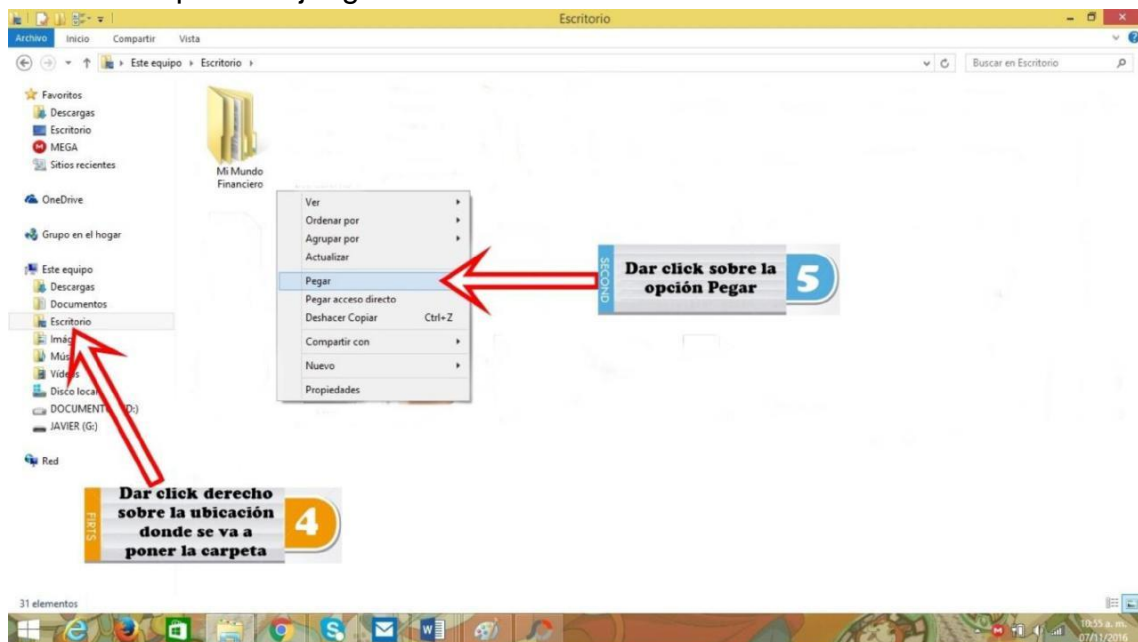 Escritorio
Archivo Inicio Compartir Vista
Este equipo Escritorio
Buscar en Escritorio
Favoritos
Descargas
Escritorio
MEGA
Sitios recientes
OneDrive
Grupo en el hogar
Este equipo
Descargas
Documentos
Escritorio
Disco local
JAVIER (G:)
Red
Mi Mundo
Financiero
Ver
Ordenar por
Agrupar por
Actualizar
Pegar
Pegar acceso directo
Deshacer Copiar Ctrl+Z
Compartir con
Nuevo
Propiedades
SECOND
Dar click sobre la
opción Pegar
5
FIRTS
Dar click derecho
sobre la ubicación
donde se va a
poner la carpeta
4
31 elementos
10:55 a. m.
07/11/2016